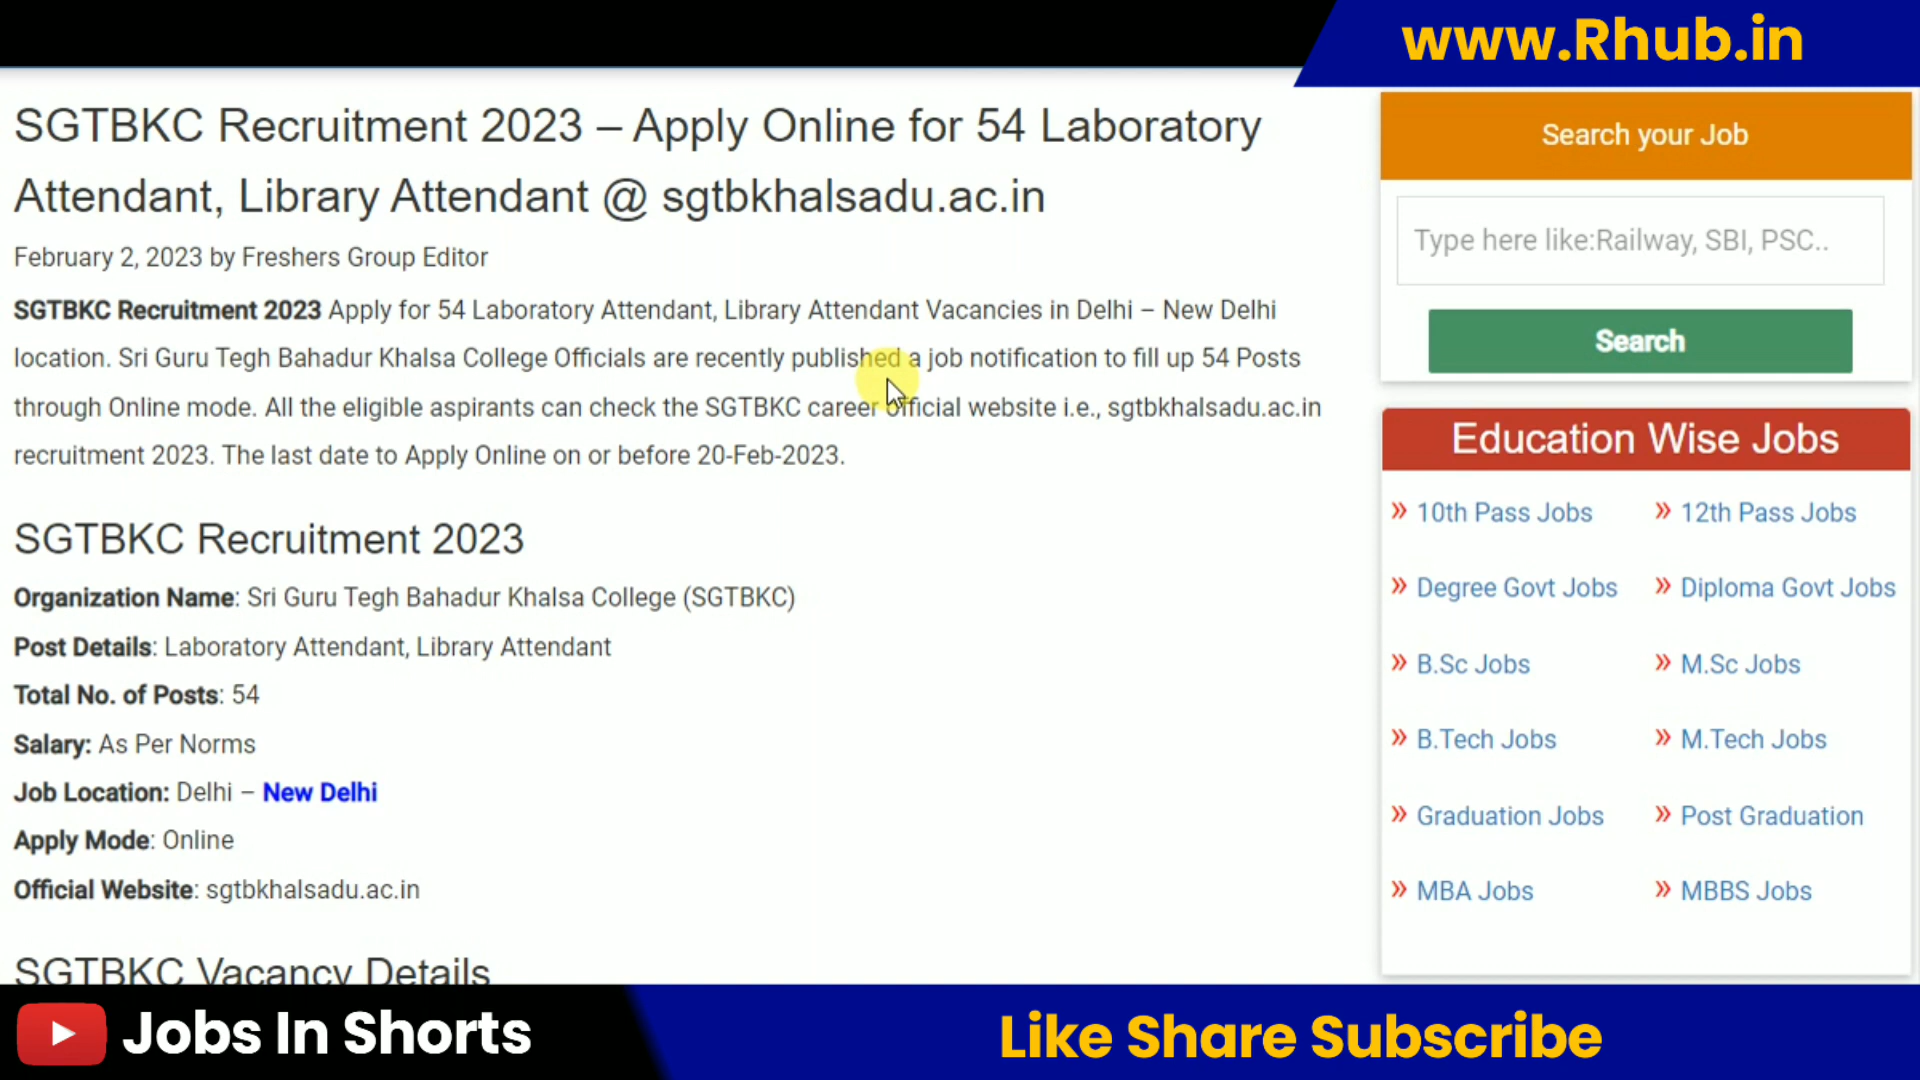 www.Rhub.in
SGTBKC Recruitment 2023 – Apply Online for 54 Laboratory
Attendant, Library Attendant @ sgtbkhalsadu.ac.in
February 2, 2023 by Freshers Group Editor
SGTBKC Recruitment 2023 Apply for 54 Laboratory Attendant, Library Attendant Vacancies in Delhi – New Delhi
location. Sri Guru Tegh Bahadur Khalsa College Officials are recently published a job notification to fill up 54 Posts
through Online mode. All the eligible aspirants can check the SGTBKC career official website i.e., sgtbkhalsadu.ac.in
recruitment 2023. The last date to Apply Online on or before 20-Feb-2023.
SGTBKC Recruitment 2023
Organization Name: Sri Guru Tegh Bahadur Khalsa College (SGTBKC)
Post Details: Laboratory Attendant, Library Attendant
Total No. of Posts: 54
Salary: As Per Norms
Job Location: Delhi – New Delhi
Apply Mode: Online
Official Website: sgtbkhalsadu.ac.in
SGTBKC Vacancy Details
Search your Job
Type here like:Railway, SBI, PSC..
Search
Education Wise Jobs
» 10th Pass Jobs » 12th Pass Jobs
» Degree Govt Jobs » Diploma Govt Jobs
» B.Sc Jobs » M.Sc Jobs
» B.Tech Jobs » M.Tech Jobs
» Graduation Jobs » Post Graduation
» MBA Jobs » MBBS Jobs
Jobs In Shorts
Like Share Subscribe